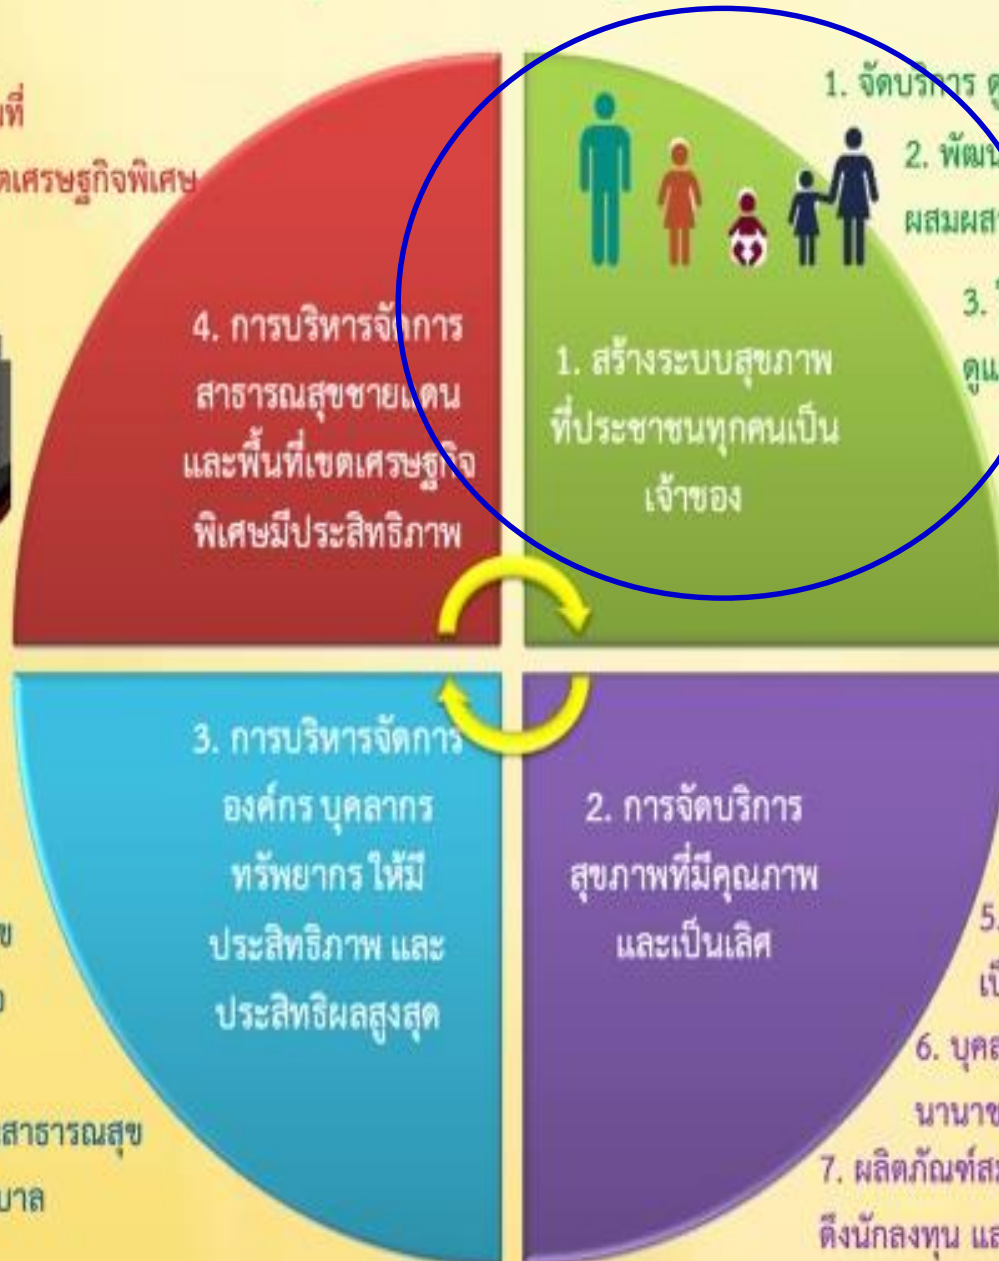 4. การบริหารจัดการ
สาธารณสุขชายแดน
และพื้นที่เขตเศรษฐกิจ
พิเศษมีประสิทธิภาพ
1. สร้างระบบสุขภาพ
ที่ประชาชนทุกคนเป็น
เจ้าของ
1. จัดบริการ
2. พัฒน
ผสมผสา
3.
ดูแ
ที่
ตเศรษฐกิจพิเศษ
3. การบริหารจัดการ
องค์กร บุคลากร
ทรัพยากร ให้มี
ประสิทธิภาพ และ
ประสิทธิผลสูงสุด
2. การจัดบริการ
สุขภาพที่มีคุณภาพ
และเป็นเลิศ
สาธารณสุข
บาล
5.
เป็
6. บุคล
นานาช
7. ผลิตภัณฑ์ส
ดึงนักลงทุน แล